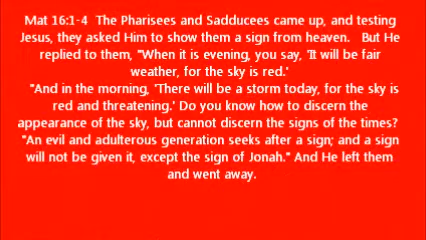 Mat 16:1-4  The Pharisees and Sadducees came up, and testing
Jesus, they asked Him to show them a sign from heaven.   But He
replied to them, "When it is evening, you say, 'It will be fair
weather, for the sky is red.'
"And in the morning, 'There will be a storm today, for the sky is
red and threatening.' Do you know how to discern the
appearance of the sky, but cannot discern the signs of the times?
"An evil and adulterous generation seeks after a sign; and a sign
will not be given it, except the sign of Jonah." And He left them
and went away.